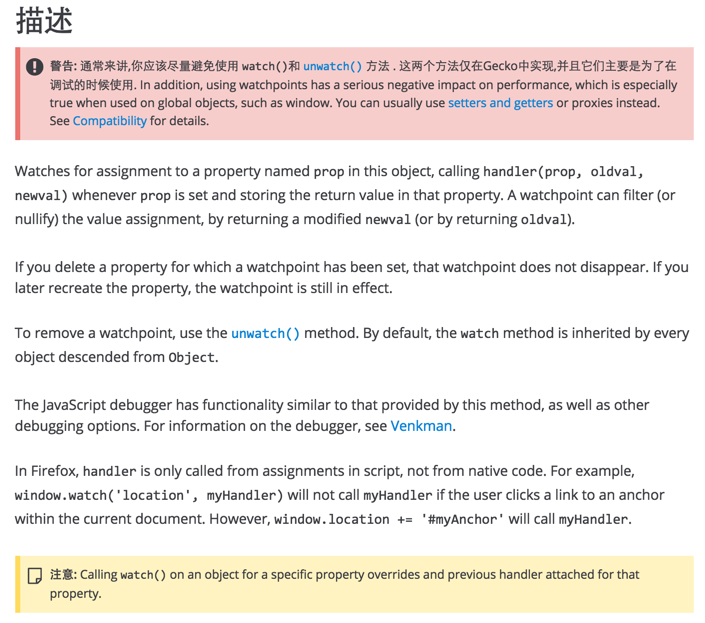 描述
警告: 通常来讲,你应该尽量避免使用 watch()和 unwatch() 方法 . 这两个方法仅在Gecko中实现,并且它们主要是为了在
调试的时候使用. In addition, using watchpoints has a serious negative impact on performance, which is especially
true when used on global objects, such as window. You can usually use setters and getters or proxies instead.
See Compatibility for details.
Watches for assignment to a property named prop in this object, calling handler(prop, oldval,
newval) whenever prop is set and storing the return value in that property. A watchpoint can filter (or
nullify) the value assignment, by returning a modified newval (or by returning oldval).
If you delete a property for which a watchpoint has been set, that watchpoint does not disappear. If you
later recreate the property, the watchpoint is still in effect.
To remove a watchpoint, use the unwatch() method. By default, the watch method is inherited by every
object descended from Object.
The JavaScript debugger has functionality similar to that provided by this method, as well as other
debugging options. For information on the debugger, see Venkman.
In Firefox, handler is only called from assignments in script, not from native code. For example,
window.watch('location', myHandler) will not call myHandler if the user clicks a link to an anchor
within the current document. However, window.location += '#myAnchor' will call myHandler.
注意: Calling watch() on an object for a specific property overrides and previous handler attached for that
property.